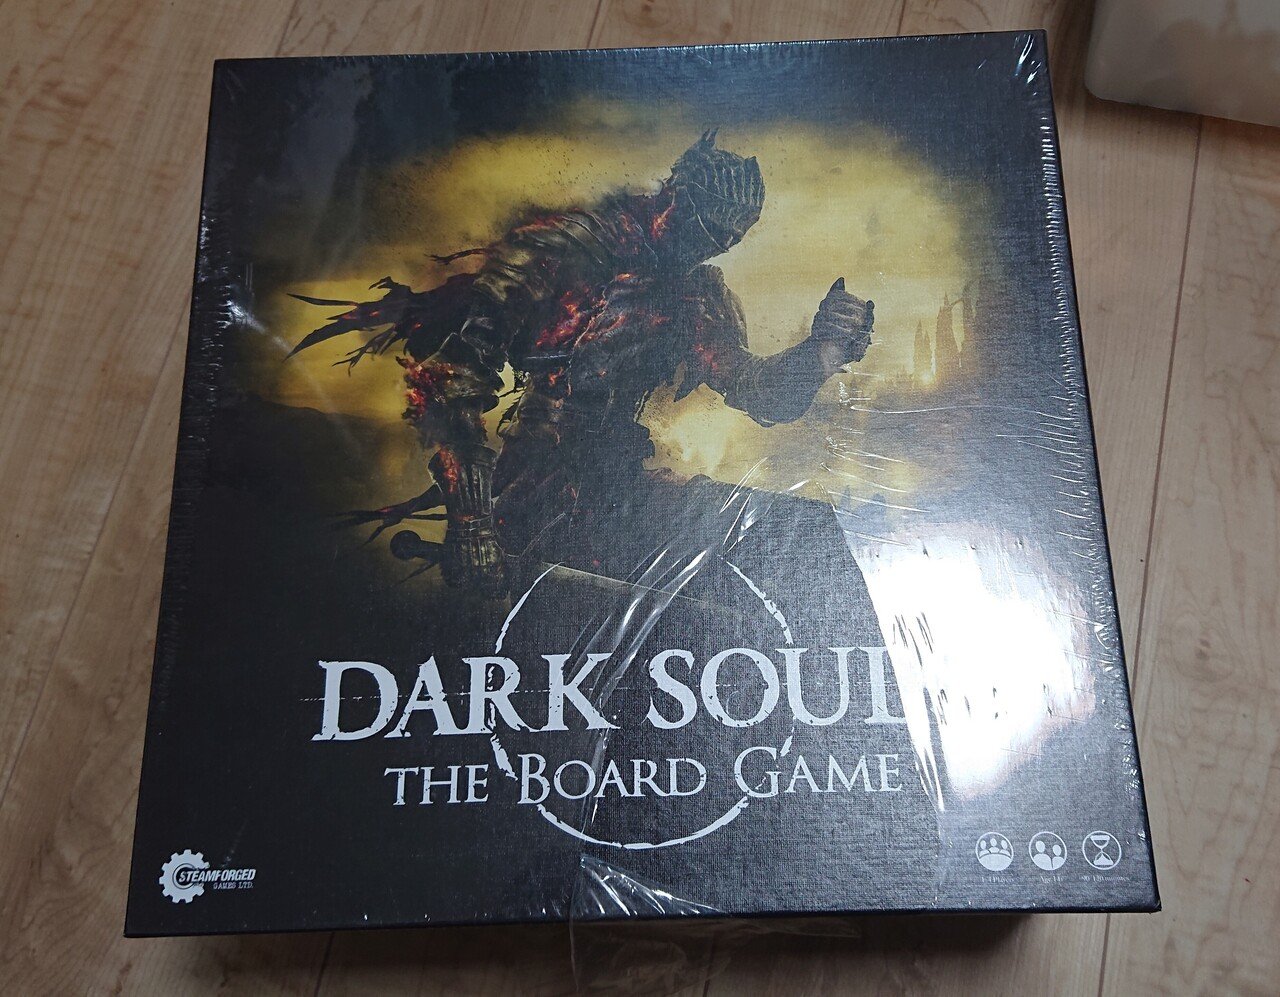 DARK SOUL
THE BOARD GAME
STEAMFORGED
GAMES LTD.